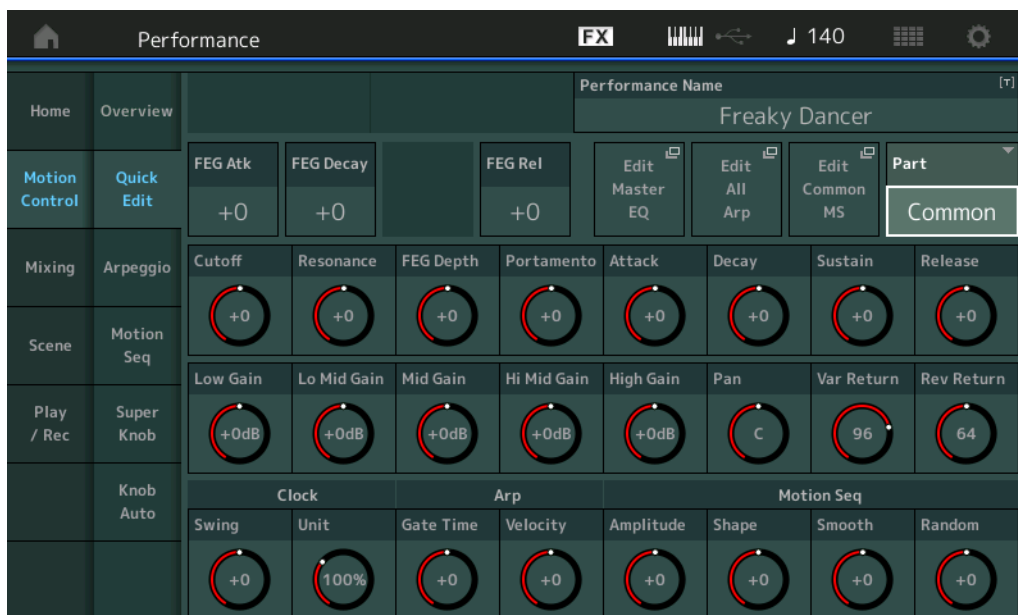 Performance
FX
140
Home
Motion
Control
Mixing
Scene
Play
/ Rec
Overview
Quick
Edit
Arpeggio
Motion
Seq
Super
Knob
Knob
Auto
Performance Name
[T]
Freaky Dancer
FEG Atk
+0
FEG Decay
+0
FEG Rel
+0
Edit
Master
EQ
Edit
All
Arp
Edit
Common
MS
Part
Common
Cutoff Resonance FEG Depth Portamento Attack Decay Sustain Release
+0 +0 +0 +0 +0 +0 +0 +0
Low Gain Lo Mid Gain Mid Gain Hi Mid Gain High Gain Pan Var Return Rev Return
+0dB +0dB +0dB +0dB +0dB C 96 64
Clock Arp Motion Seq
Swing Unit Gate Time Velocity Amplitude Shape Smooth Random
+0 100% +0 +0 +0 +0 +0 +0